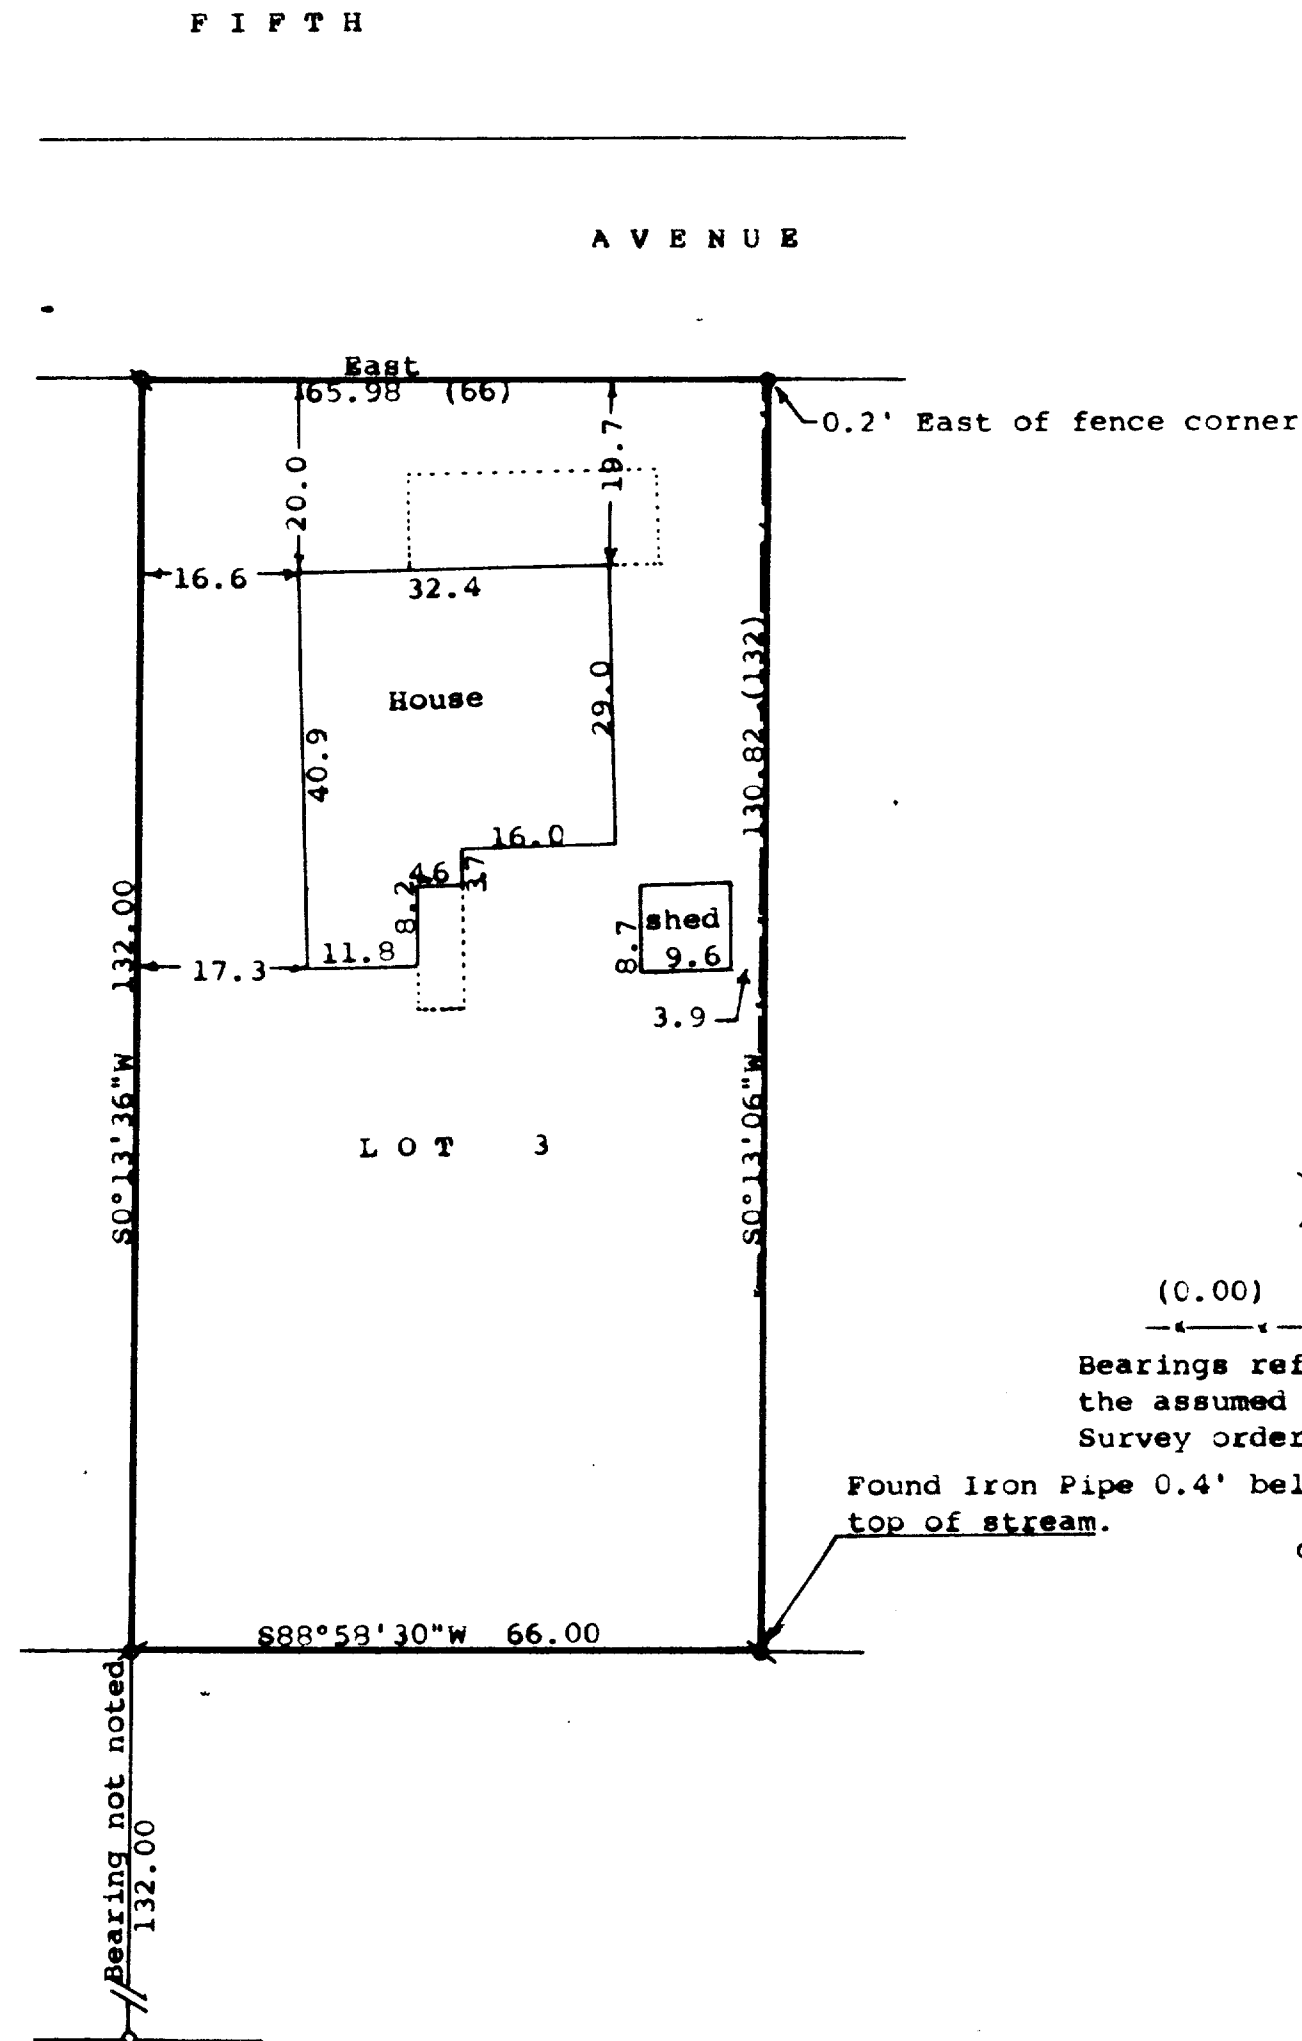 F I F T H
A V E N U E
East
65.98 (66)
0.2' East of fence corner
20.0
19.7
16.6
32.4
House
29.0
40.9
130.82 (132)
16.0
4.6
3.7
8.2
11.8
17.3
shed
8.7
9.6
3.9
132.00
S0°13'36"W
S0°13'06"W
L O T 3
(0.00)
Bearings ref
the assumed
Survey order
Found Iron Pipe 0.4' bel
top of stream.
S88°58'30"W 66.00
Bearing not noted
132.00